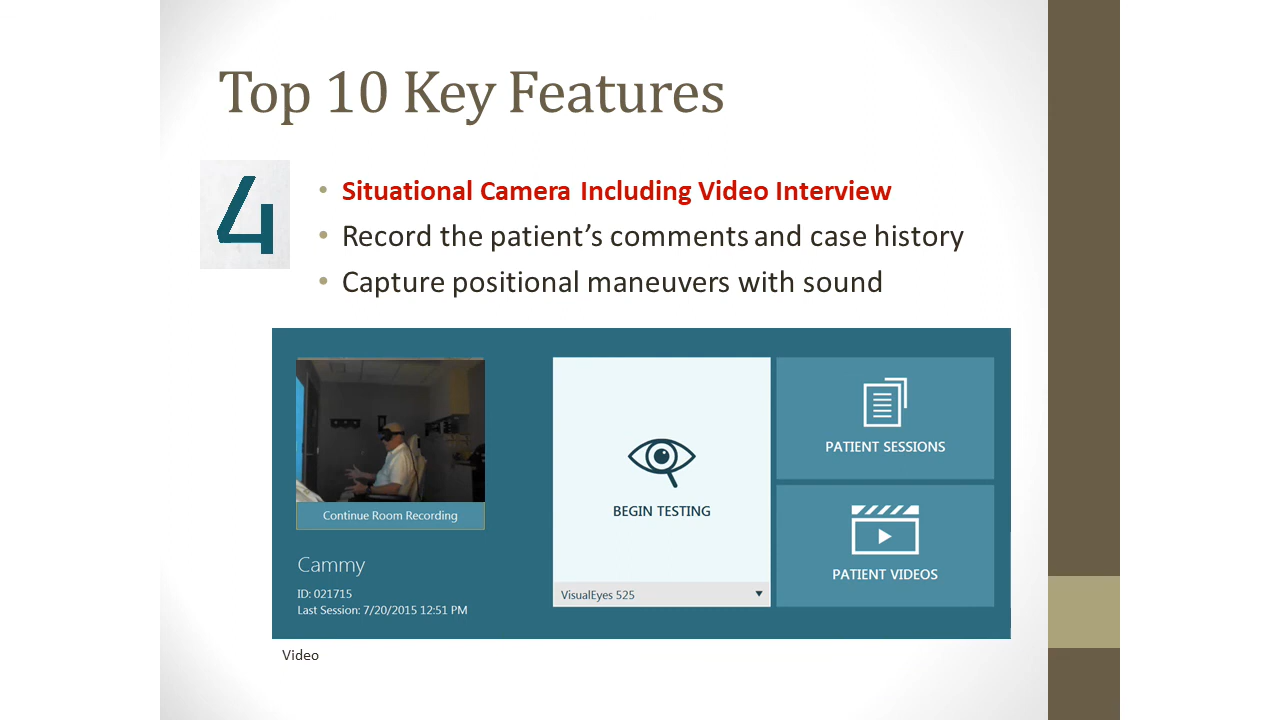 Top 10 Key Features
4
• Situational Camera Including Video Interview
• Record the patient’s comments and case history
• Capture positional maneuvers with sound
Continue Room Recording
Cammy
ID: 021715
Last Session: 7/20/2015 12:51 PM
BEGIN TESTING
VisualEyes 525
PATIENT SESSIONS
PATIENT VIDEOS
Video